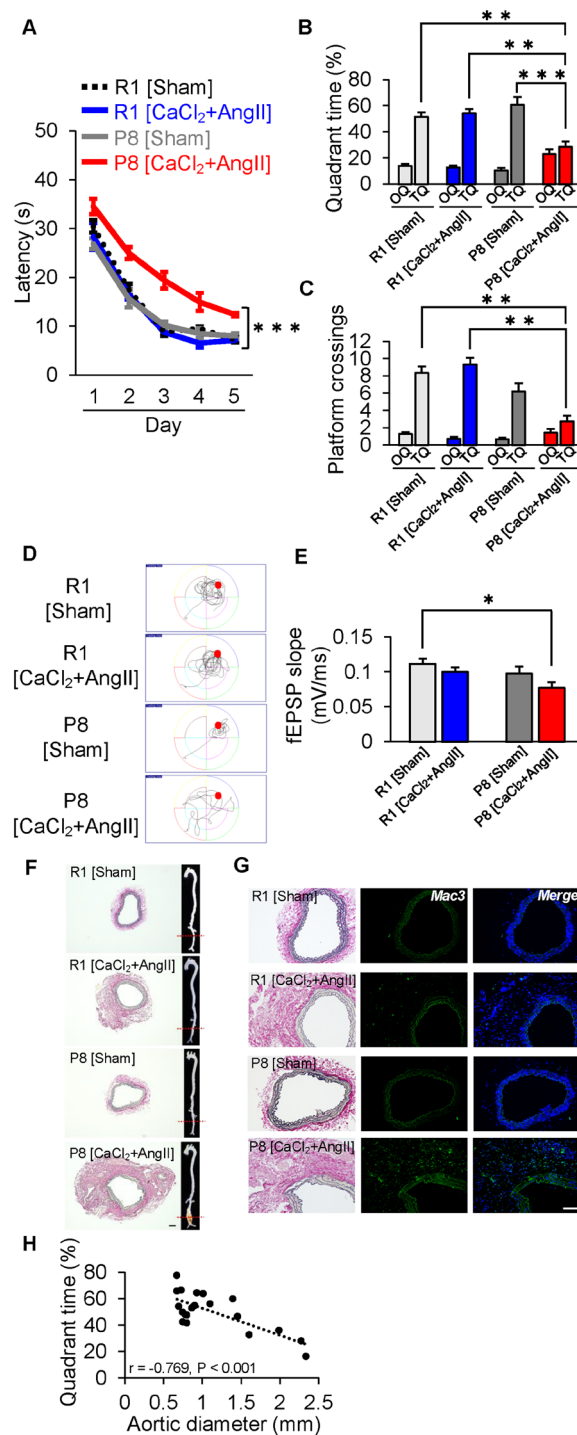 A
R1 [Sham]
R1 [CaCl₂+AngII]
P8 [Sham]
P8 [CaCl₂+AngII]
Latency (s)
50
40
30
20
10
0
1 2 3 4 5
Day
* * *
B
Quadrant time (%)
100
80
60
40
20
0
* *
* *
* * *
OQ TQ OQ TQ OQ TQ OQ TQ
R1 [Sham]
R1 [CaCl₂+AngII]
P8 [Sham]
P8 [CaCl₂+AngII]
C
Platform crossings
12
10
8
6
4
2
0
* *
* *
OQ TQ OQ TQ OQ TQ OQ TQ
R1 [Sham]
R1 [CaCl₂+AngII]
P8 [Sham]
P8 [CaCl₂+AngII]
D
R1
[Sham]
R1
[CaCl₂+AngII]
P8
[Sham]
P8
[CaCl₂+AngII]
E
fEPSP slope
(mV/ms)
0.15
0.1
0.05
0
*
R1 [Sham]
R1 [CaCl₂+AngII]
P8 [Sham]
P8 [CaCl₂+AngII]
F
R1 [Sham]
R1 [CaCl₂+AngII]
P8 [Sham]
P8 [CaCl₂+AngII]
G
R1 [Sham]
Mac3
Merge
R1 [CaCl₂+AngII]
P8 [Sham]
P8 [CaCl₂+AngII]
H
Quadrant time (%)
100
80
60
40
20
0
r = -0.769, P < 0.001
0 0.5 1 1.5 2 2.5
Aortic diameter (mm)